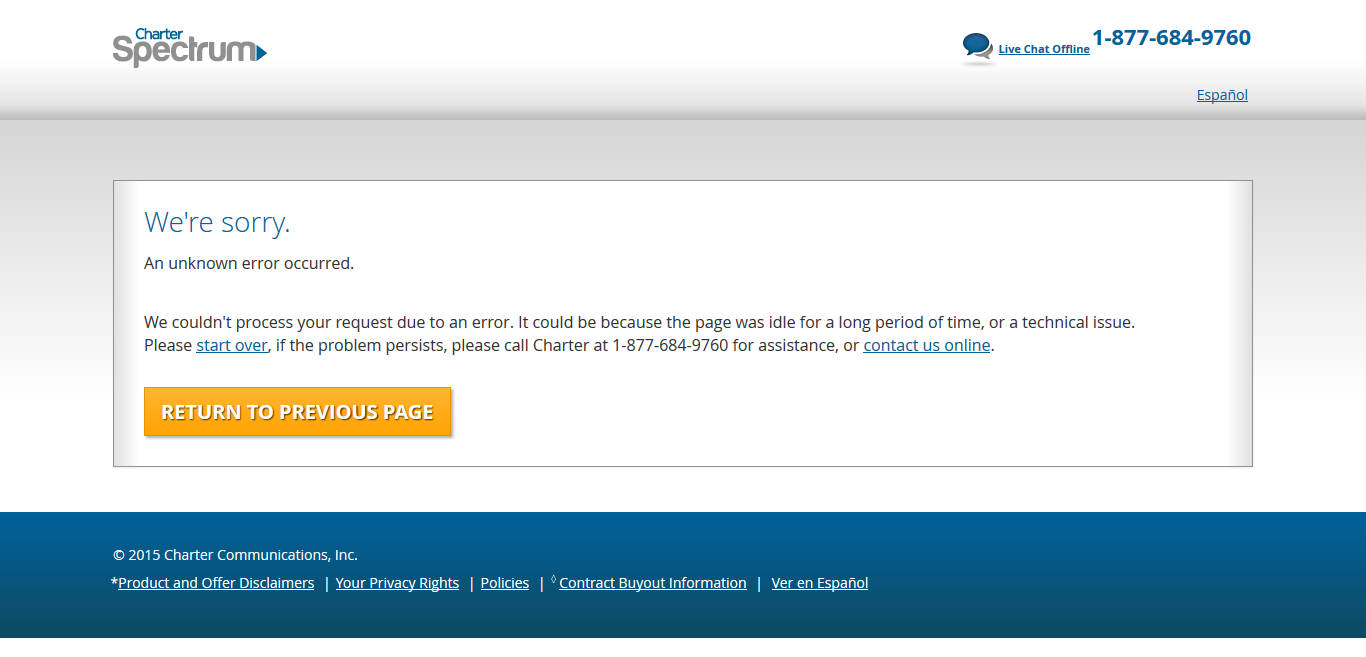 Charter
Spectrum
Live Chat Offline 1-877-684-9760
Español
We're sorry.
An unknown error occurred.
We couldn't process your request due to an error. It could be because the page was idle for a long period of time, or a technical issue.
Please start over, if the problem persists, please call Charter at 1-877-684-9760 for assistance, or contact us online.
RETURN TO PREVIOUS PAGE
© 2015 Charter Communications, Inc.
*Product and Offer Disclaimers | Your Privacy Rights | Policies | ◊ Contract Buyout Information | Ver en Español